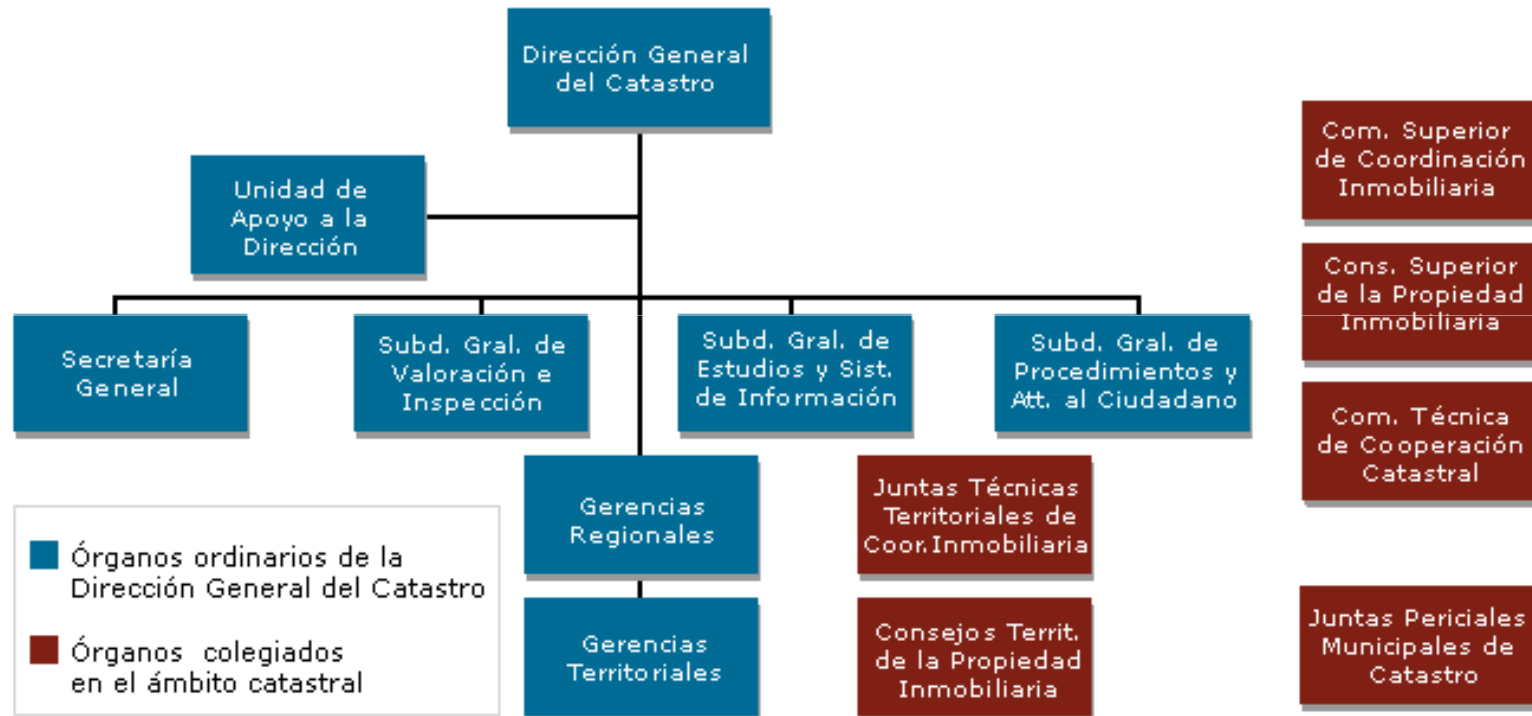 Dirección General
del Catastro
Unidad de
Apoyo a la
Dirección
Secretaría
General
Subd. Gral. de
Valoración e
Inspección
Subd. Gral. de
Estudios y Sist.
de Información
Subd. Gral. de
Procedimientos y
Att. al Ciudadano
Gerencias
Regionales
Gerencias
Territoriales
Juntas Técnicas
Territoriales de
Coor.Inmobiliaria
Consejos Territ.
de la Propiedad
Inmobiliaria
Com. Superior
de Coordinación
Inmobiliaria
Cons. Superior
de la Propiedad
Inmobiliaria
Com. Técnica
de Cooperación
Catastral
Juntas Periciales
Municipales de
Catastro
Órganos ordinarios de la
Dirección General del Catastro
Órganos colegiados
en el ámbito catastral